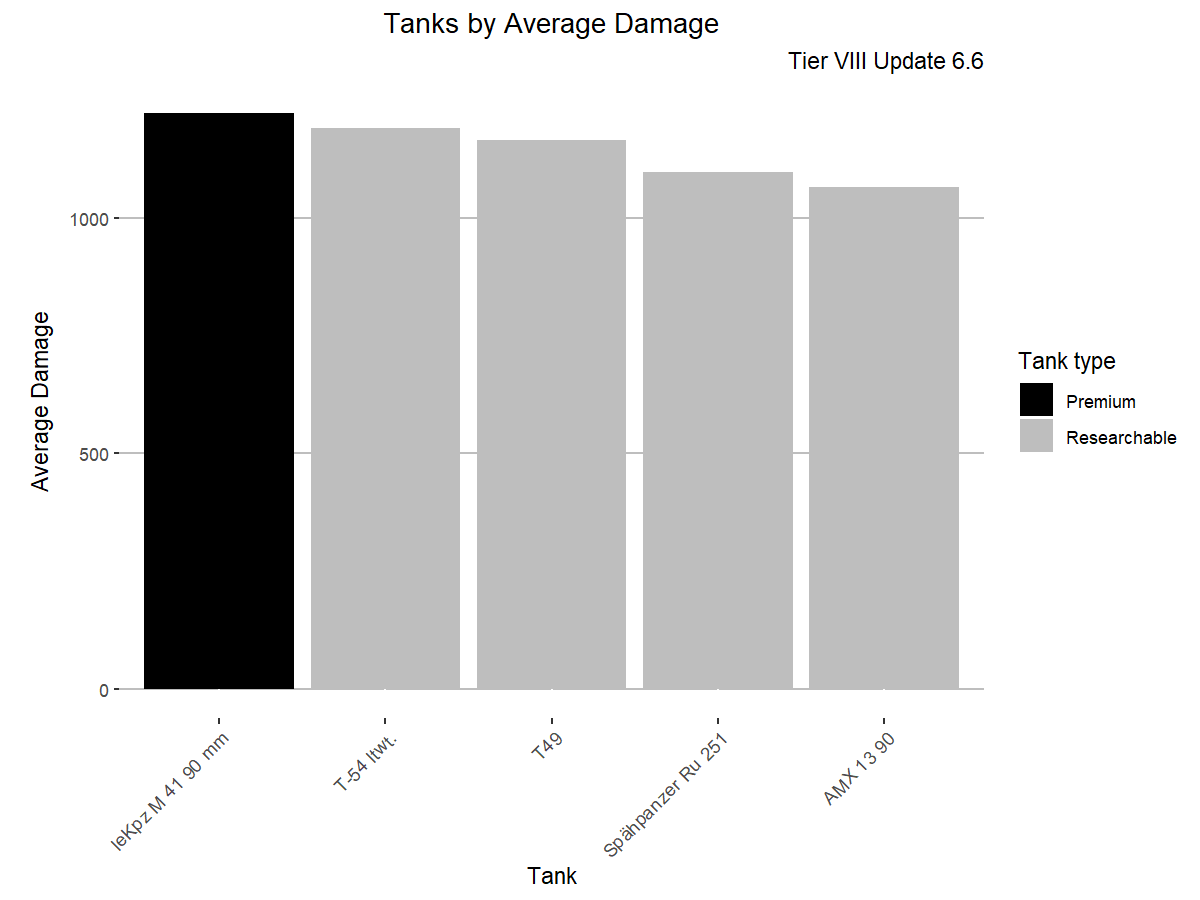 Tanks by Average Damage
Tier VIII Update 6.6
Average Damage
1000
500
0
leKpz M 41 90 mm
T-54 ltwt.
T49
Spähpanzer Ru 251
AMX 13 90
Tank
Tank type
Premium
Researchable